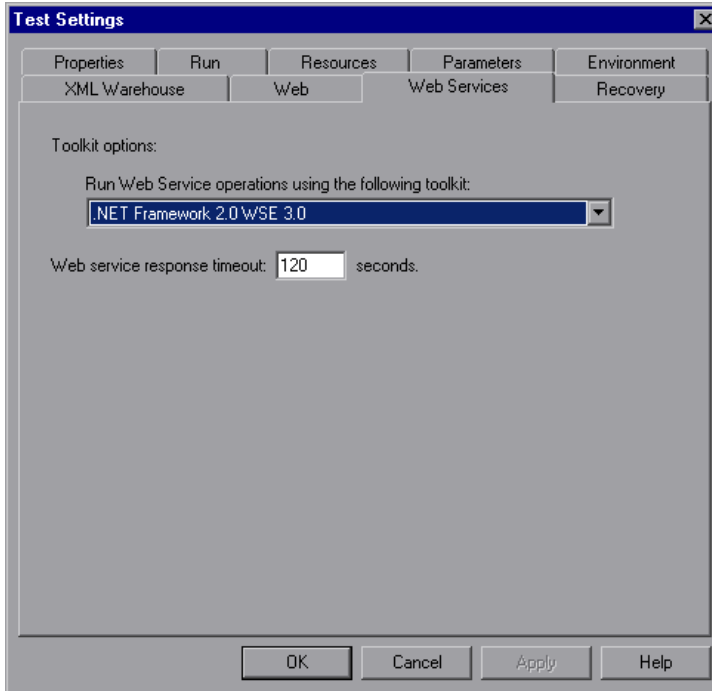 Test Settings
Properties Run Resources Parameters Environment
XML Warehouse Web Web Services Recovery
Toolkit options:
Run Web Service operations using the following toolkit:
.NET Framework 2.0 WSE 3.0
Web service response timeout: 120 seconds.
OK Cancel Apply Help